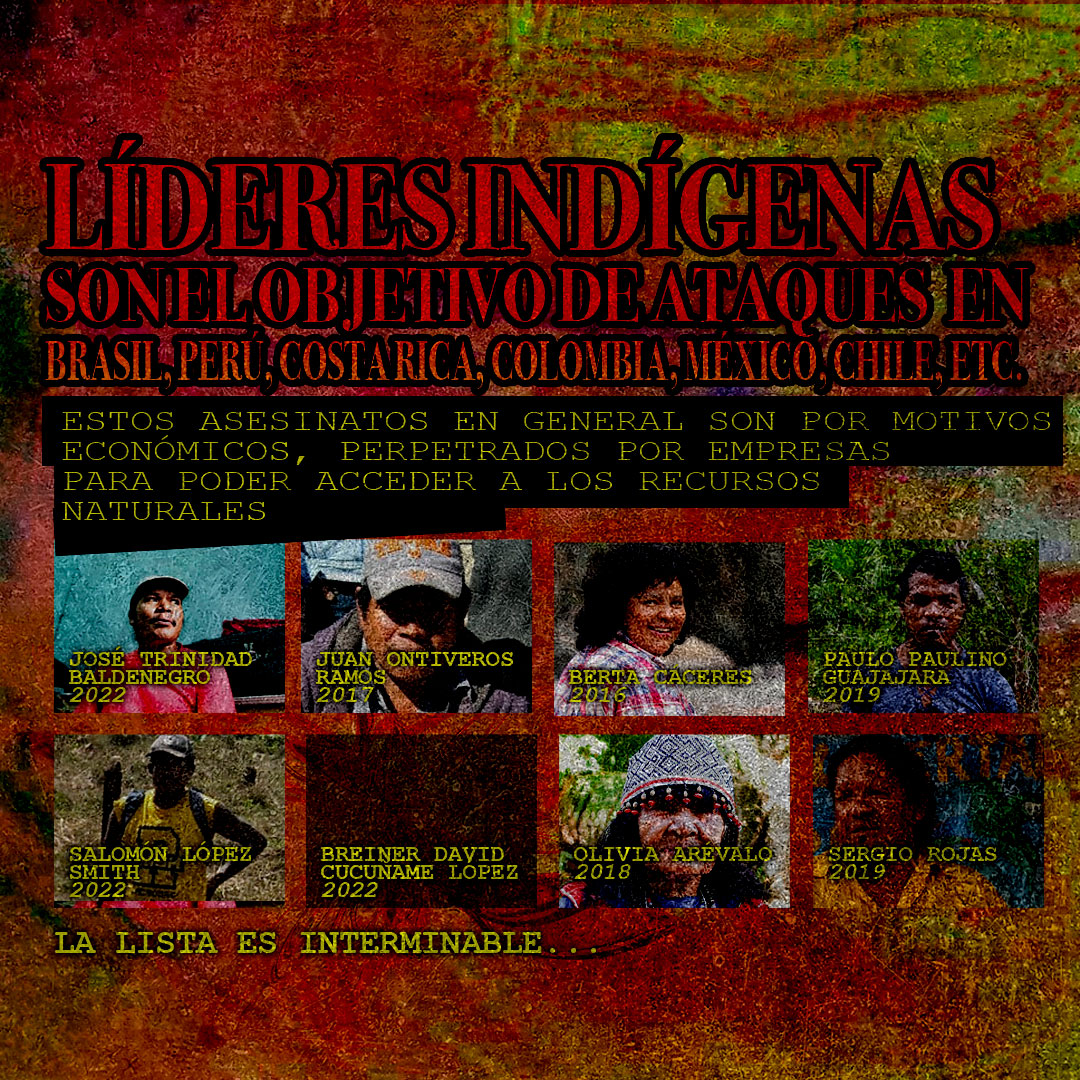 LÍDERES INDÍGENAS
SON EL OBJETIVO DE ATAQUES EN
BRASIL, PERÚ, COSTA RICA, COLOMBIA, MÉXICO, CHILE, ETC.
ESTOS ASESINATOS EN GENERAL SON POR MOTIVOS
ECONÓMICOS, PERPETRADOS POR EMPRESAS
PARA PODER ACCEDER A LOS RECURSOS
NATURALES
JOSÉ TRINIDAD
BALDENEGRO
2022
JUAN ONTIVEROS
RAMOS
2017
BERTA CÁCERES
2016
PAULO PAULINO
GUAJAJARA
2019
SALOMÓN LÓPEZ
SMITH
2022
BREINER DAVID
CUCUÑAME LOPEZ
2022
OLIVIA ARÉVALO
2018
SERGIO ROJAS
2019
LA LISTA ES INTERMINABLE...